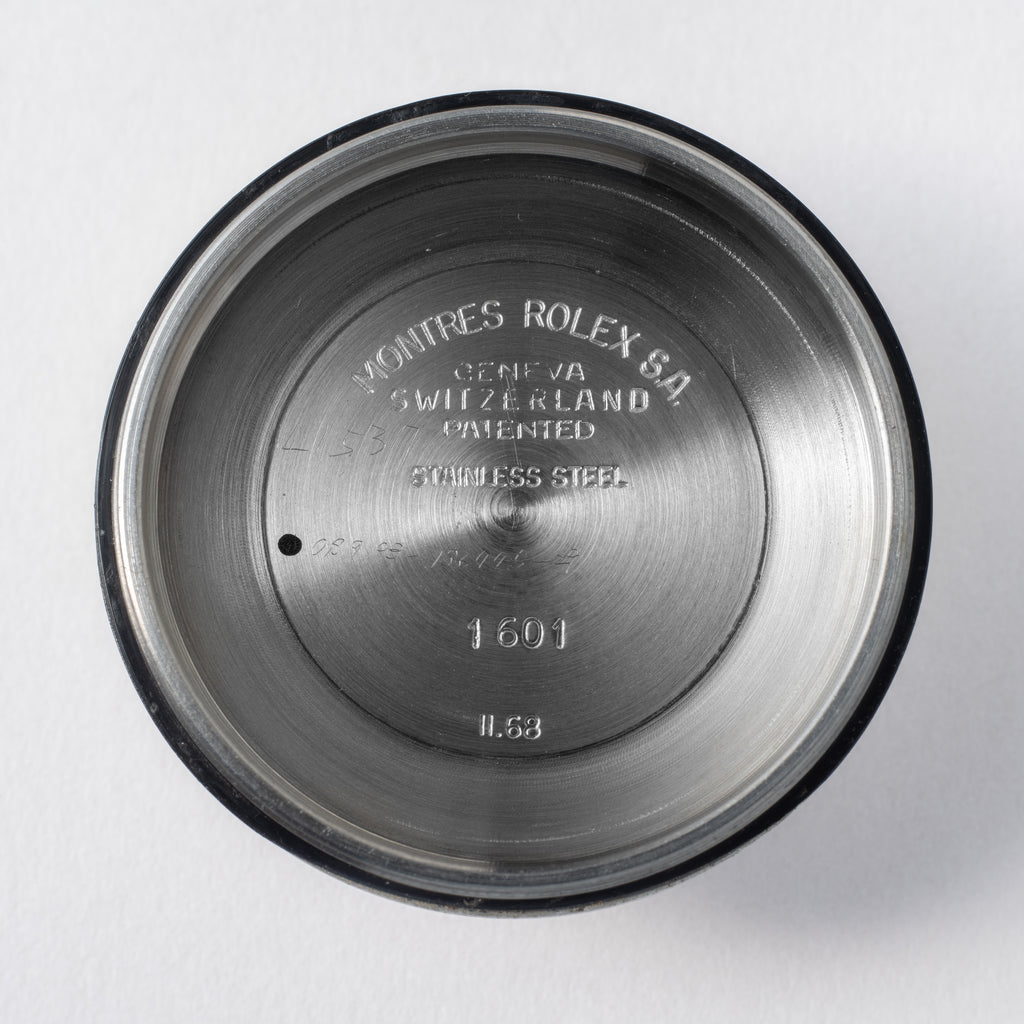 MONTRES ROLEX S.A.
GENEVA
SWITZERLAND
PATENTED
STAINLESS STEEL
1601
II.68